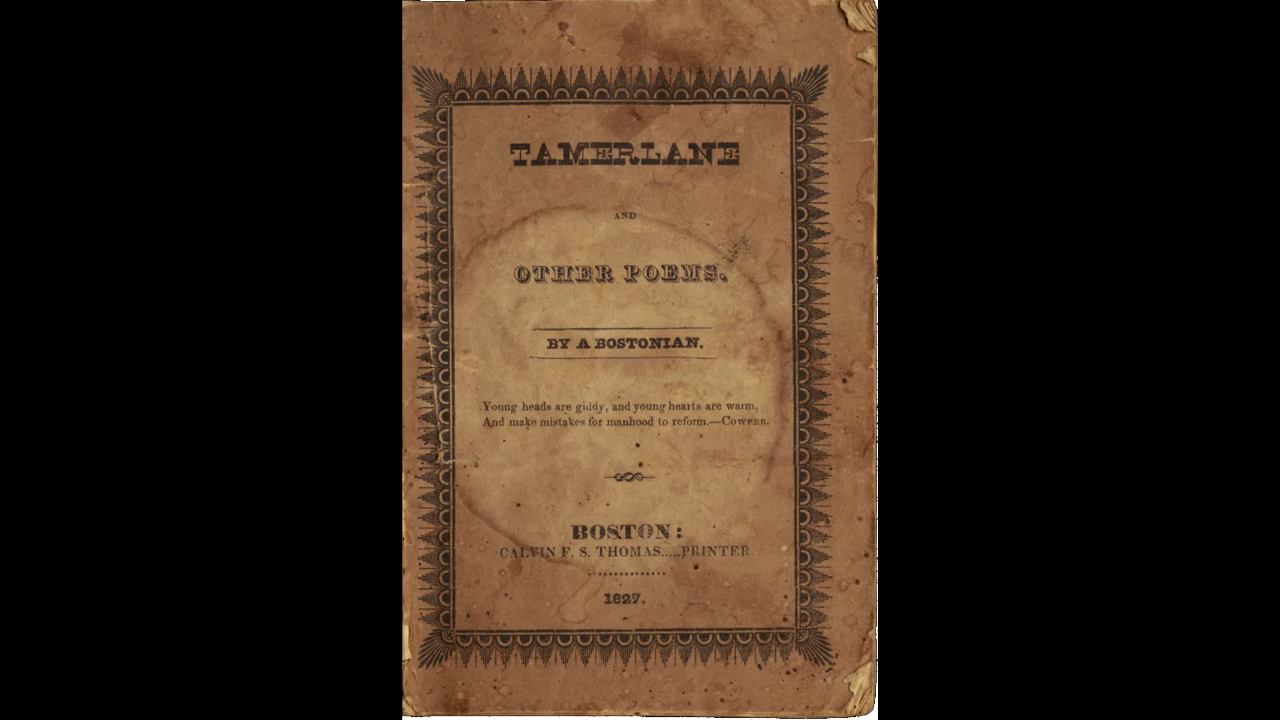 TAMERLANE
AND
OTHER POEMS.
BY A BOSTONIAN.
Young heads are giddy, and young hearts are warm,
And make mistakes for manhood to reform.—COWPER.
BOSTON:
CALVIN F. S. THOMAS.....PRINTER.
1827.